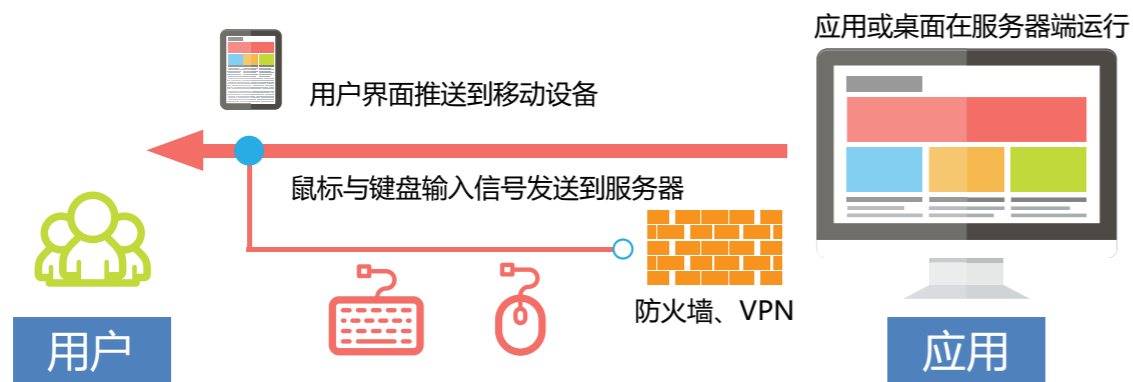 应用或桌面在服务器端运行
用户界面推送到移动设备
鼠标与键盘输入信号发送到服务器
防火墙、VPN
用户
应用